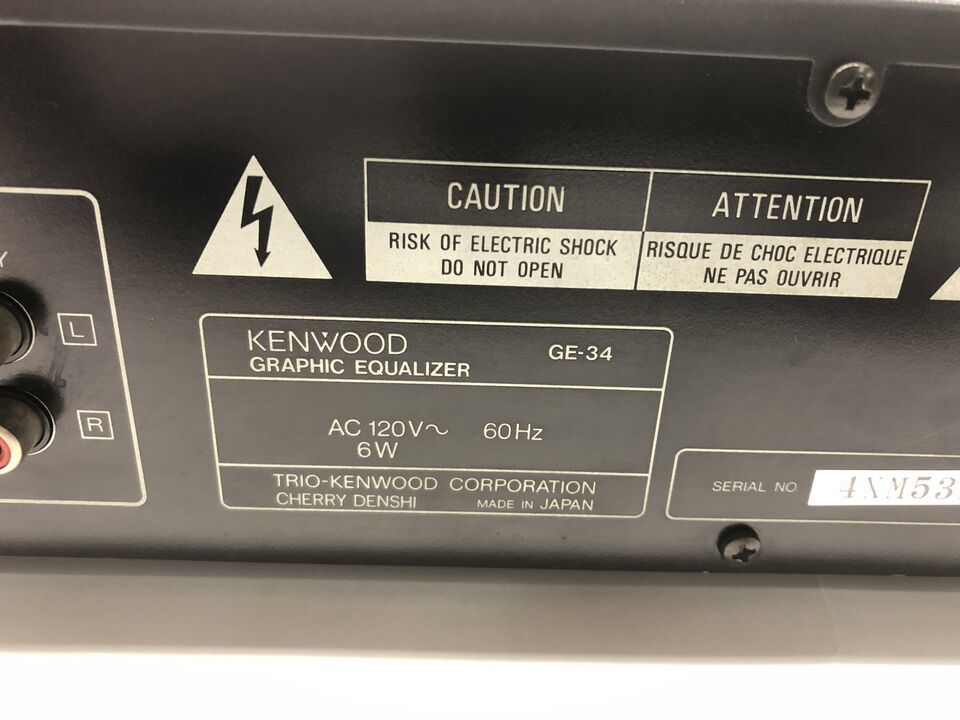 CAUTION
RISK OF ELECTRIC SHOCK
DO NOT OPEN
ATTENTION
RISQUE DE CHOC ELECTRIQUE
NE PAS OUVRIR
L
R
KENWOOD GE-34
GRAPHIC EQUALIZER
AC 120V~ 60Hz
6W
TRIO-KENWOOD CORPORATION
CHERRY DENSHI MADE IN JAPAN
SERIAL NO. 4XM53